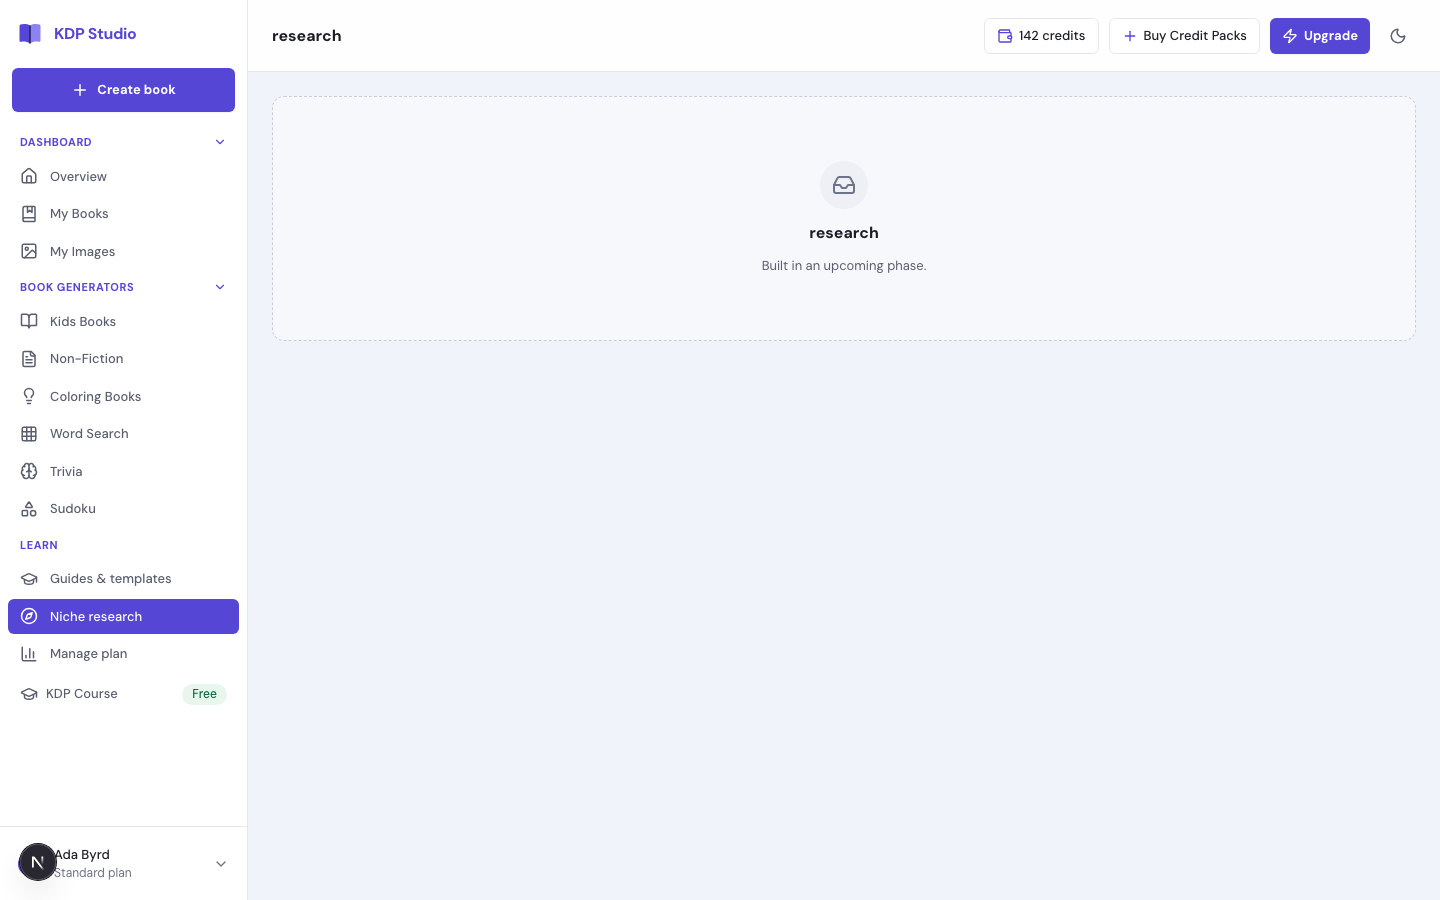 KDP Studio
Create book
DASHBOARD
Overview
My Books
My Images
BOOK GENERATORS
Kids Books
Non-Fiction
Coloring Books
Word Search
Trivia
Sudoku
LEARN
Guides & templates
Niche research
Manage plan
KDP Course Free
N Ada Byrd
Standard plan
research
142 credits
Buy Credit Packs
Upgrade
research
Built in an upcoming phase.